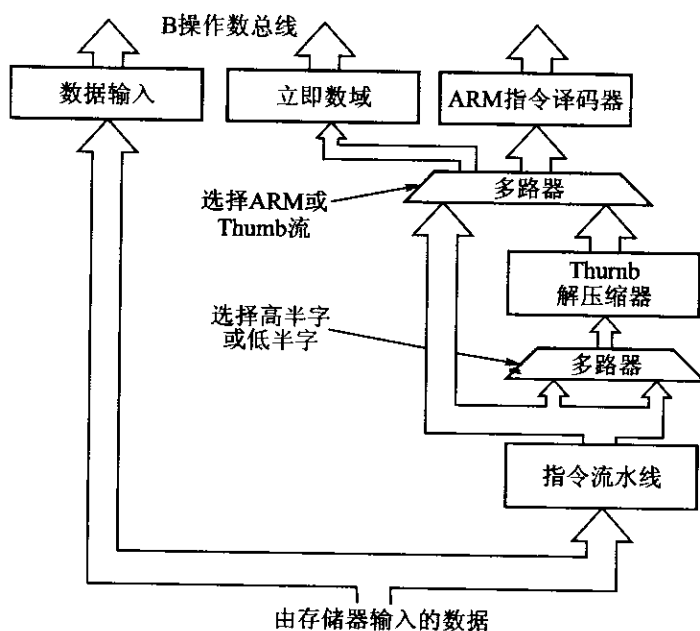 B操作数总线
数据输入
立即数域
ARM指令译码器
多路器
选择ARM或
Thumb流
Thurnb
解压缩器
选择高半字
或低半字
多路器
指令流水线
由存储器输入的数据